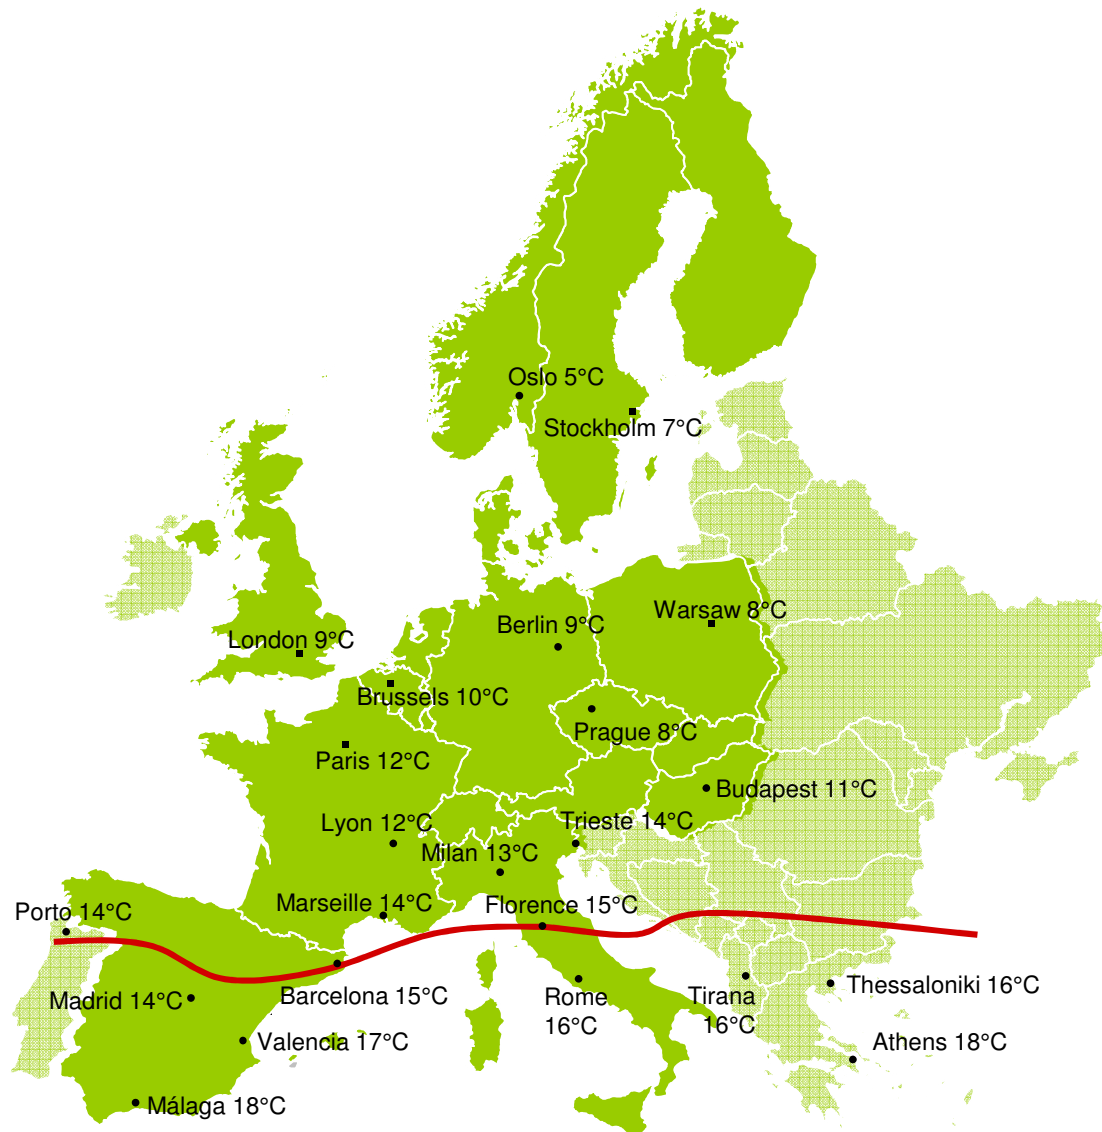 Oslo 5°C
Stockholm 7°C
Warsaw 8°C
Berlin 9°C
London 9°C
Brussels 10°C
Prague 8°C
Paris 12°C
Budapest 11°C
Lyon 12°C
Trieste 14°C
Milan 13°C
Marseille 14°C
Florence 15°C
Porto 14°C
Madrid 14°C
Barcelona 15°C
Rome
16°C
Tirana
16°C
Thessaloniki 16°C
Valencia 17°C
Athens 18°C
Málaga 18°C